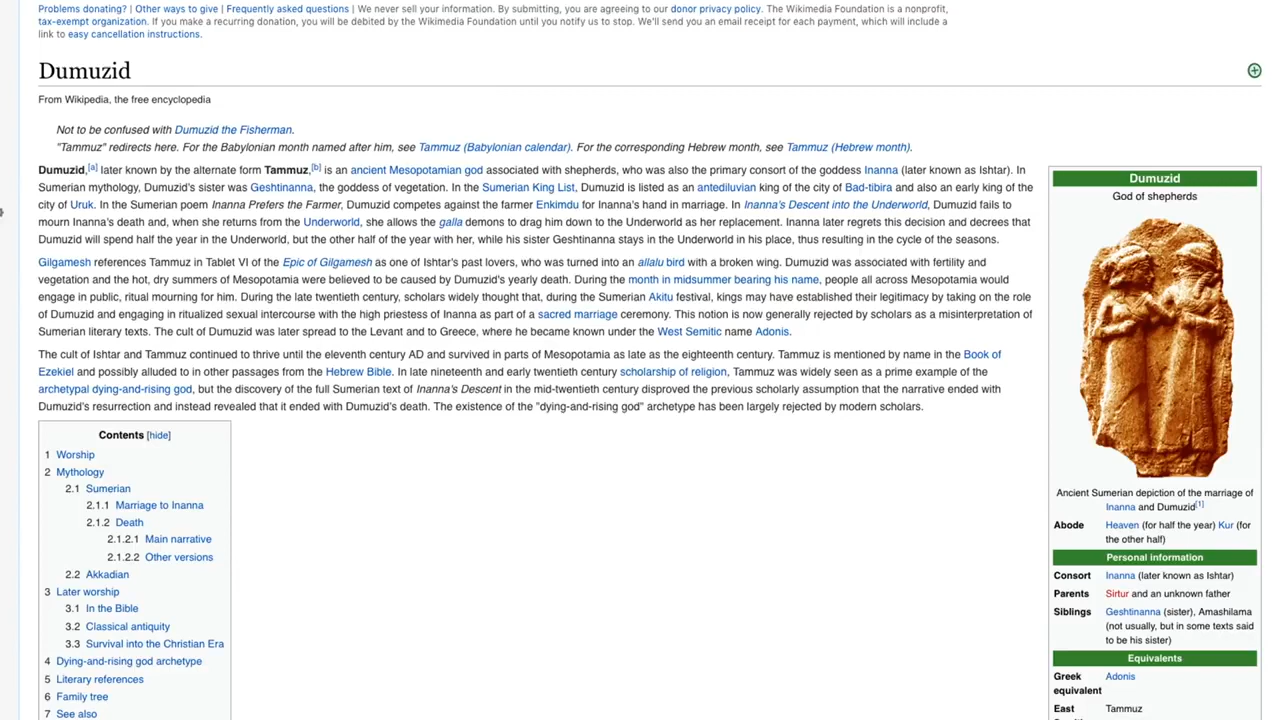 Problems donating? | Other ways to give | Frequently asked questions | We never sell your information. By submitting, you are agreeing to our donor privacy policy. The Wikimedia Foundation is a nonprofit,
tax-exempt organization. If you make a recurring donation, you will be debited by the Wikimedia Foundation until you notify us to stop. We'll send you an email receipt for each payment, which will include a
link to easy cancellation instructions.
Dumuzid
From Wikipedia, the free encyclopedia
Not to be confused with Dumuzid the Fisherman.
"Tammuz" redirects here. For the Babylonian month named after him, see Tammuz (Babylonian calendar). For the corresponding Hebrew month, see Tammuz (Hebrew month).
Dumuzid,[a] later known by the alternate form Tammuz,[b] is an ancient Mesopotamian god associated with shepherds, who was also the primary consort of the goddess Inanna (later known as Ishtar). In
Sumerian mythology, Dumuzid's sister was Geshtinanna, the goddess of vegetation. In the Sumerian King List, Dumuzid is listed as an antediluvian king of the city of Bad-tibira and also an early king of the
city of Uruk. In the Sumerian poem Inanna Prefers the Farmer, Dumuzid competes against the farmer Enkimdu for Inanna's hand in marriage. In Inanna's Descent into the Underworld, Dumuzid fails to
mourn Inanna's death and, when she returns from the Underworld, she allows the galla demons to drag him down to the Underworld as her replacement. Inanna later regrets this decision and decrees that
Dumuzid will spend half the year in the Underworld, but the other half of the year with her, while his sister Geshtinanna stays in the Underworld in his place, thus resulting in the cycle of the seasons.
Gilgamesh references Tammuz in Tablet VI of the Epic of Gilgamesh as one of Ishtar's past lovers, who was turned into an allalu bird with a broken wing. Dumuzid was associated with fertility and
vegetation and the hot, dry summers of Mesopotamia were believed to be caused by Dumuzid's yearly death. During the month in midsummer bearing his name, people all across Mesopotamia would
engage in public, ritual mourning for him. During the late twentieth century, scholars widely thought that, during the Sumerian Akitu festival, kings may have established their legitimacy by taking on the role
of Dumuzid and engaging in ritualized sexual intercourse with the high priestess of Inanna as part of a sacred marriage ceremony. This notion is now generally rejected by scholars as a misinterpretation of
Sumerian literary texts. The cult of Dumuzid was later spread to the Levant and to Greece, where he became known under the West Semitic name Adonis.
The cult of Ishtar and Tammuz continued to thrive until the eleventh century AD and survived in parts of Mesopotamia as late as the eighteenth century. Tammuz is mentioned by name in the Book of
Ezekiel and possibly alluded to in other passages from the Hebrew Bible. In late nineteenth and early twentieth century scholarship of religion, Tammuz was widely seen as a prime example of the
archetypal dying-and-rising god, but the discovery of the full Sumerian text of Inanna's Descent in the mid-twentieth century disproved the previous scholarly assumption that the narrative ended with
Dumuzid's resurrection and instead revealed that it ended with Dumuzid's death. The existence of the "dying-and-rising god" archetype has been largely rejected by modern scholars.
Contents [hide]
1 Worship
2 Mythology
2.1 Sumerian
2.1.1 Marriage to Inanna
2.1.2 Death
2.1.2.1 Main narrative
2.1.2.2 Other versions
2.2 Akkadian
3 Later worship
3.1 In the Bible
3.2 Classical antiquity
3.3 Survival into the Christian Era
4 Dying-and-rising god archetype
5 Literary references
6 Family tree
7 See also
Dumuzid
God of shepherds
Ancient Sumerian depiction of the marriage of
Inanna and Dumuzid[1]
Abode Heaven (for half the year) Kur (for
the other half)
Personal information
Consort Inanna (later known as Ishtar)
Parents Sirtur and an unknown father
Siblings Geshtinanna (sister), Amashilama
(not usually, but in some texts said
to be his sister)
Equivalents
Greek Adonis
equivalent
East Tammuz